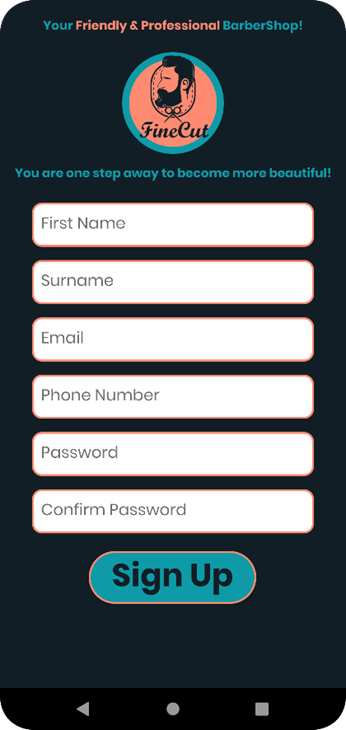 Your Friendly & Professional BarberShop!
FineCut
You are one step away to become more beautiful!
First Name
Surname
Email
Phone Number
Password
Confirm Password
Sign Up